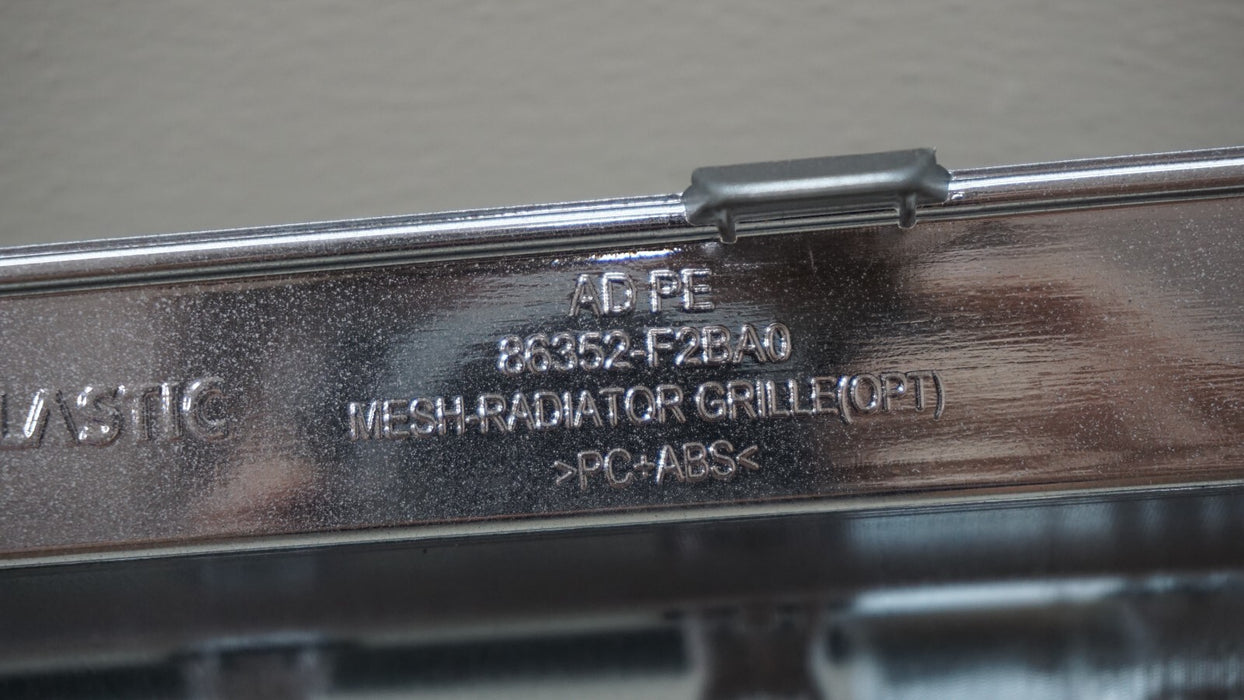 AD PE
86352-F2BA0
MESH-RADIATOR GRILLE(OPT)
>PC+ABS<